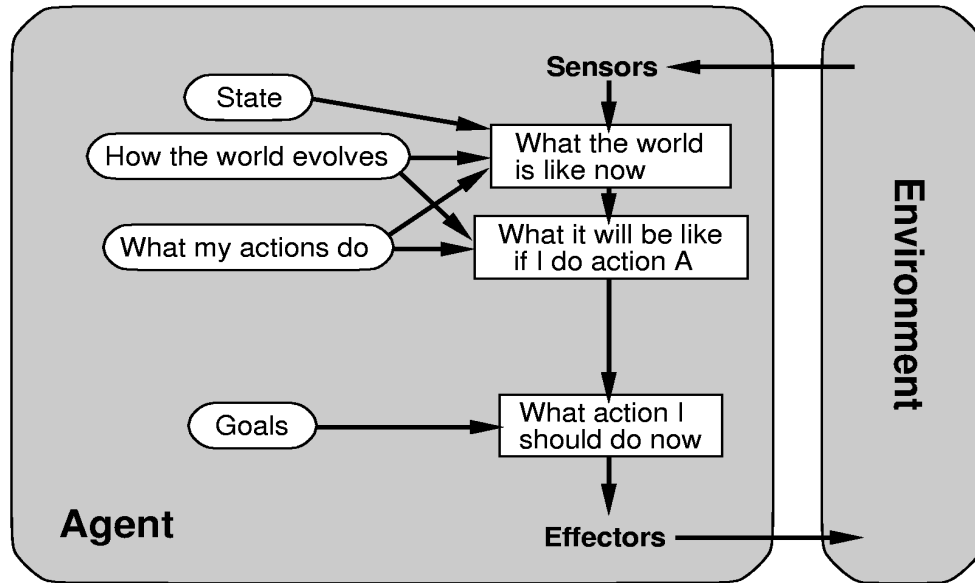 Sensors
State
What the world
is like now
How the world evolves
What my actions do
What it will be like
if I do action A
Goals
What action I
should do now
Agent
Effectors
Environment